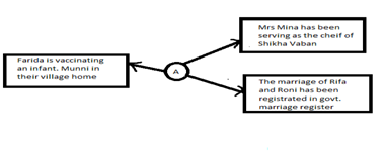 Mrs Mina has been
serving as the cheif of
Shikha Vaban
Farida is vaccinating
an infant. Munni in
their village home
A
The marriage of Rifa
and Roni has been
registrated in govt.
marriage register